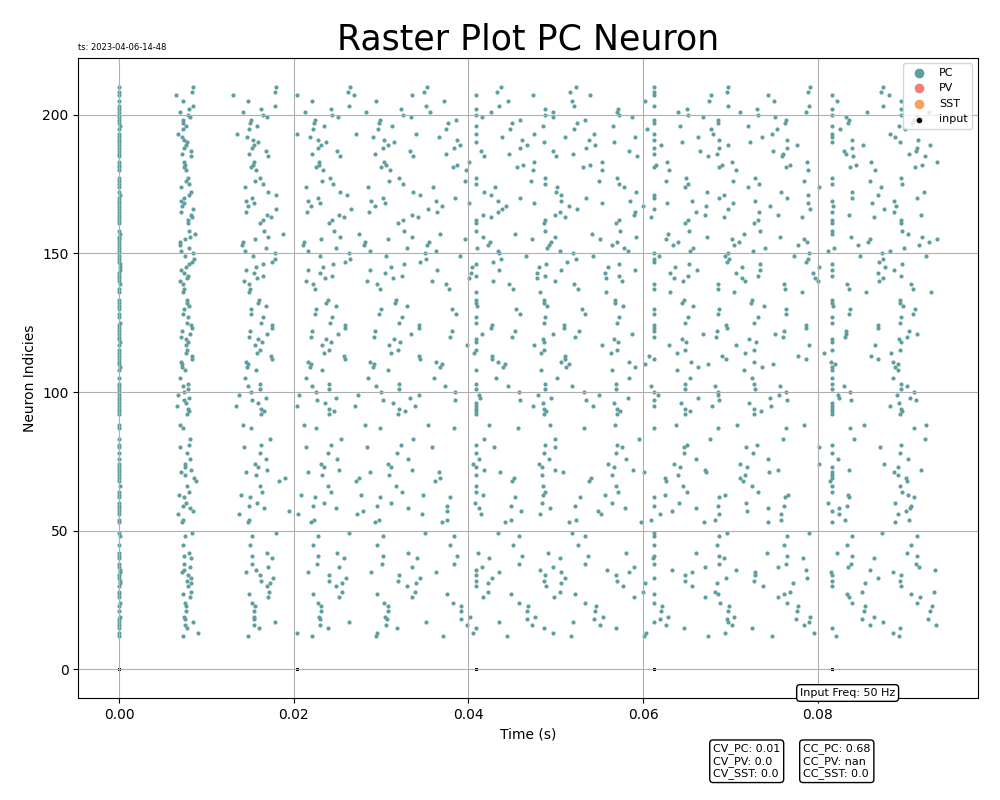 Raster Plot PC Neuron
ts: 2023-04-06-14-48
PC
PV
SST
input
200
150
100
50
0
Neuron Indicies
0.00 0.02 0.04 0.06 0.08
Time (s)
Input Freq: 50 Hz
CV_PC: 0.01
CV_PV: 0.0
CV_SST: 0.0
CC_PC: 0.68
CC_PV: nan
CC_SST: 0.0